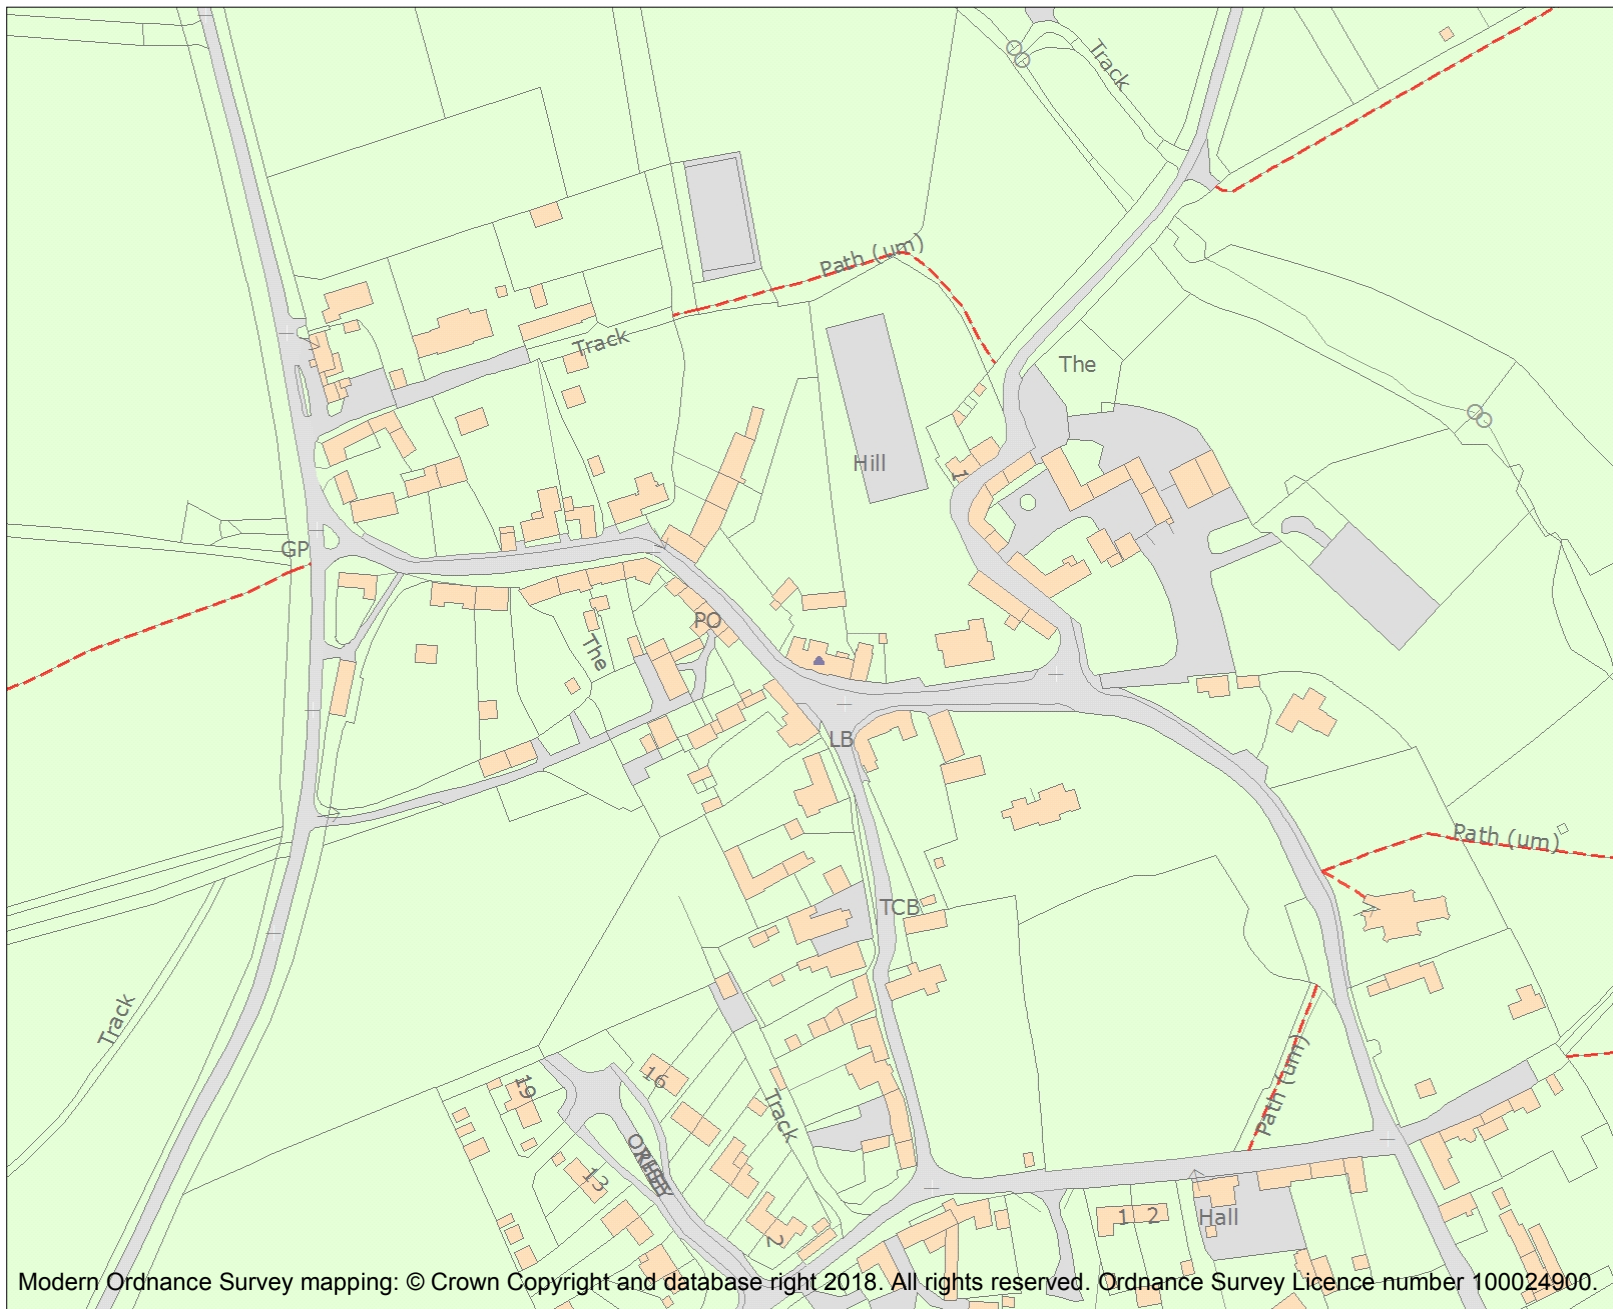 Track
Path (um)
Track
The
Hill
1
GP
PO
The
LB
Path (um)
TCB
Track
Path (um)
19
16
Track
13
1 2
Hall
2
Modern Ordnance Survey mapping: © Crown Copyright and database right 2018. All rights reserved. Ordnance Survey Licence number 100024900.